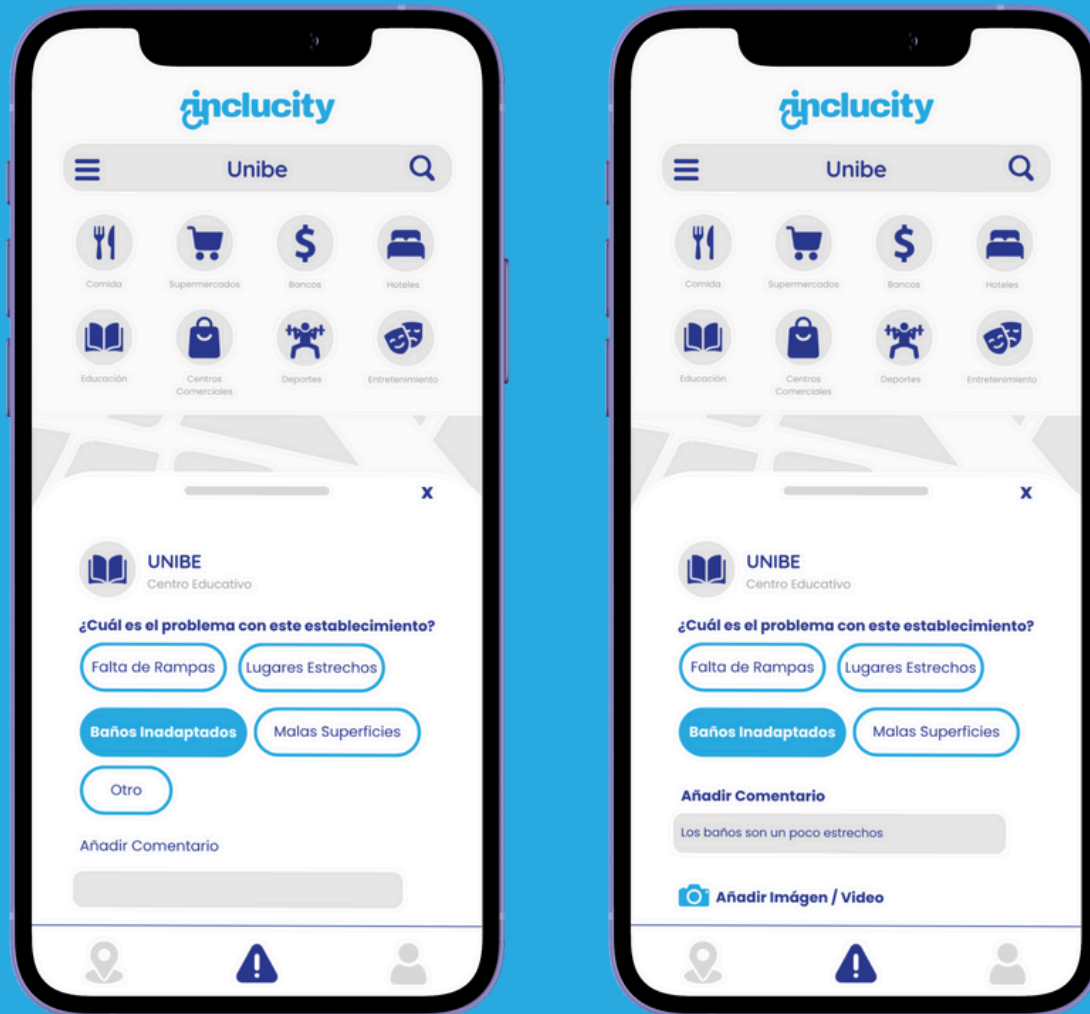 inclucity
Unibe
Comida
Supermercados
Bancos
Hoteles
Educación
Centros
Comerciales
Deportes
Entretenimiento
x
UNIBE
Centro Educativo
¿Cuál es el problema con este establecimiento?
Falta de Rampas
Lugares Estrechos
Baños Inadaptados
Malas Superficies
Otro
Añadir Comentario
inclucity
Unibe
Comida
Supermercados
Bancos
Hoteles
Educación
Centros
Comerciales
Deportes
Entretenimiento
x
UNIBE
Centro Educativo
¿Cuál es el problema con este establecimiento?
Falta de Rampas
Lugares Estrechos
Baños Inadaptados
Malas Superficies
Añadir Comentario
Los baños son un poco estrechos
Añadir Imágen / Video